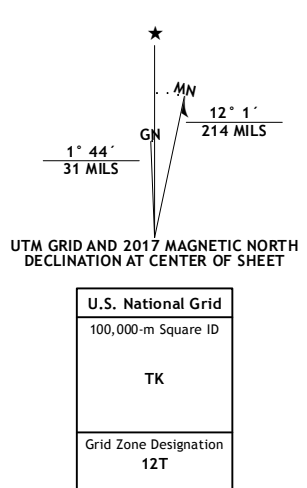 ★
MN
GN
12° 1´
214 MILS
1° 44´
31 MILS
UTM GRID AND 2017 MAGNETIC NORTH
DECLINATION AT CENTER OF SHEET
U.S. National Grid
100,000-m Square ID
TK
Grid Zone Designation
12T